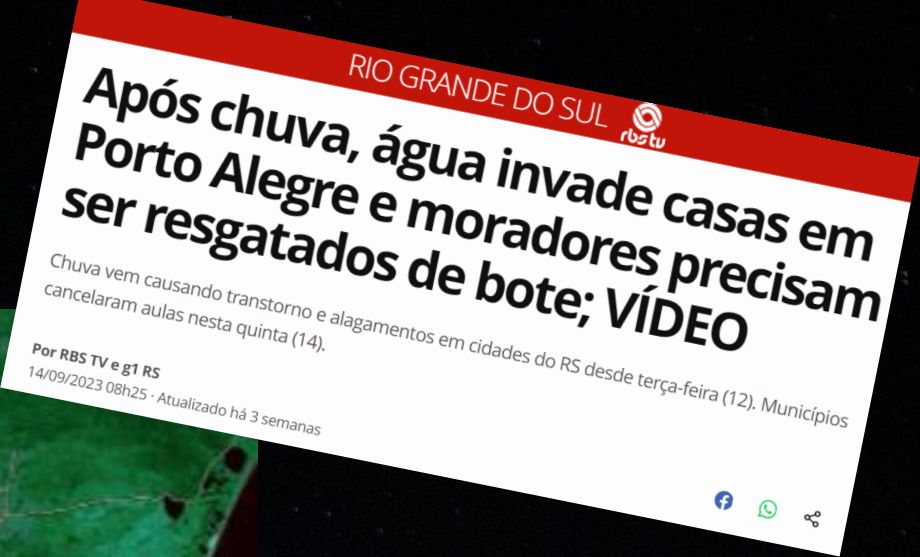 RIO GRANDE DO SUL rbs tv
Após chuva, água invade casas em
Porto Alegre e moradores precisam
ser resgatados de bote; VÍDEO
Chuva vem causando transtorno e alagamentos em cidades do RS desde terça-feira (12). Municípios
cancelaram aulas nesta quinta (14).
Por RBS TV e g1 RS
14/09/2023 08h25 · Atualizado há 3 semanas